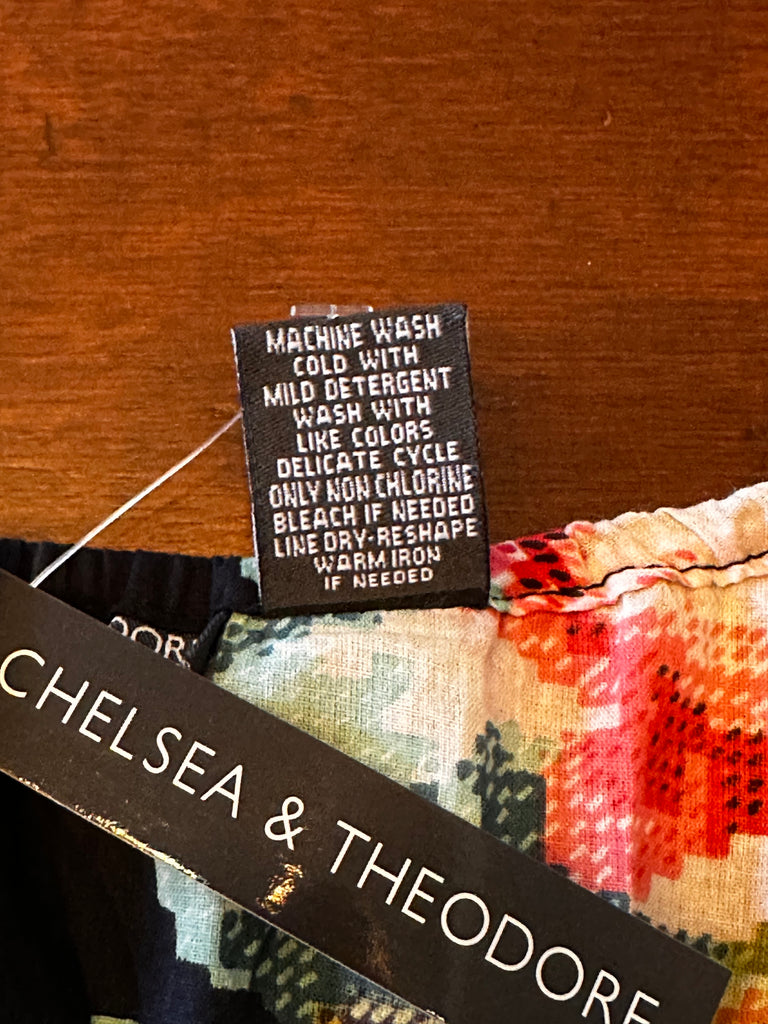 MACHINE WASH
COLD WITH
MILD DETERGENT
WASH WITH
LIKE COLORS
DELICATE CYCLE
ONLY NON CHLORINE
BLEACH IF NEEDED
LINE DRY-RESHAPE
WARM IRON
IF NEEDED
CHELSEA & THEODORE